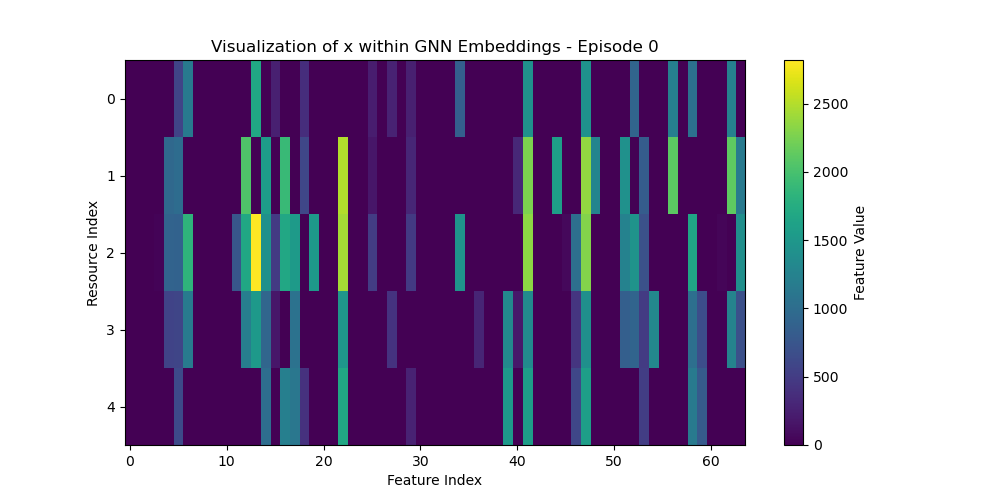 Visualization of x within GNN Embeddings - Episode 0
Resource Index
0
1
2
3
4
0 10 20 30 40 50 60
Feature Index
2500
2000
1500
1000
500
0
Feature Value